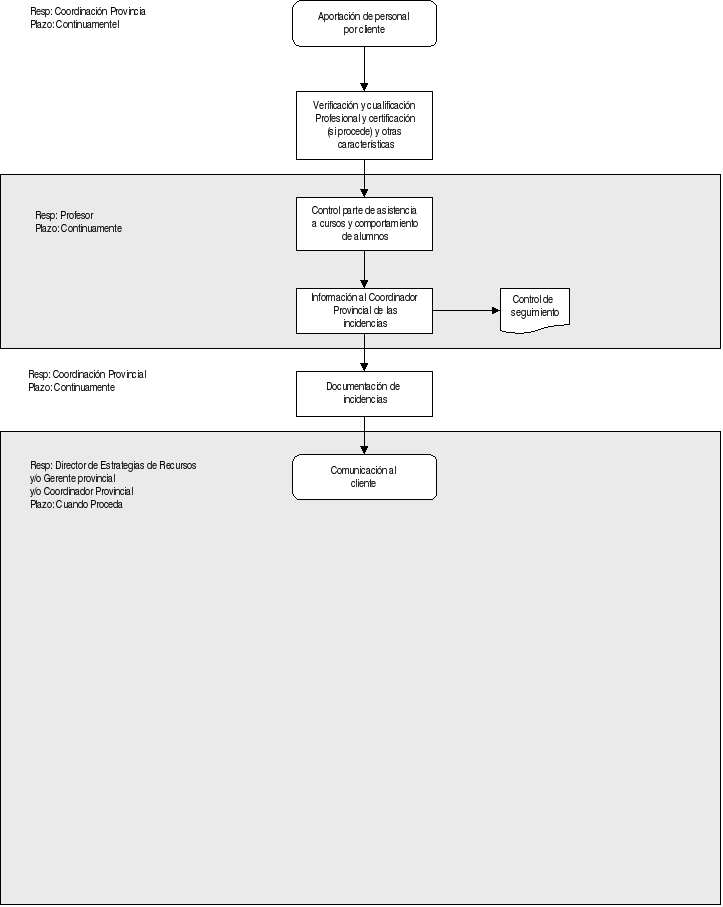 Resp: Coordinación Provincia
Plazo: Continuamentel
Aportación de personal
por cliente
Verificación y cualificación
Profesional y certificación
(si procede) y otras
características
Resp: Profesor
Plazo: Continuamente
Control parte de asistencia
a cursos y comportamiento
de alumnos
Información al Coordinador
Provincial de las
incidencias
Control de
seguimiento
Resp: Coordinación Provincial
Plazo: Continuamente
Documentación de
incidencias
Resp: Director de Estrategias de Recursos
y/o Gerente provincial
y/o Coordinador Provincial
Plazo: Cuando Proceda
Comunicación al
cliente